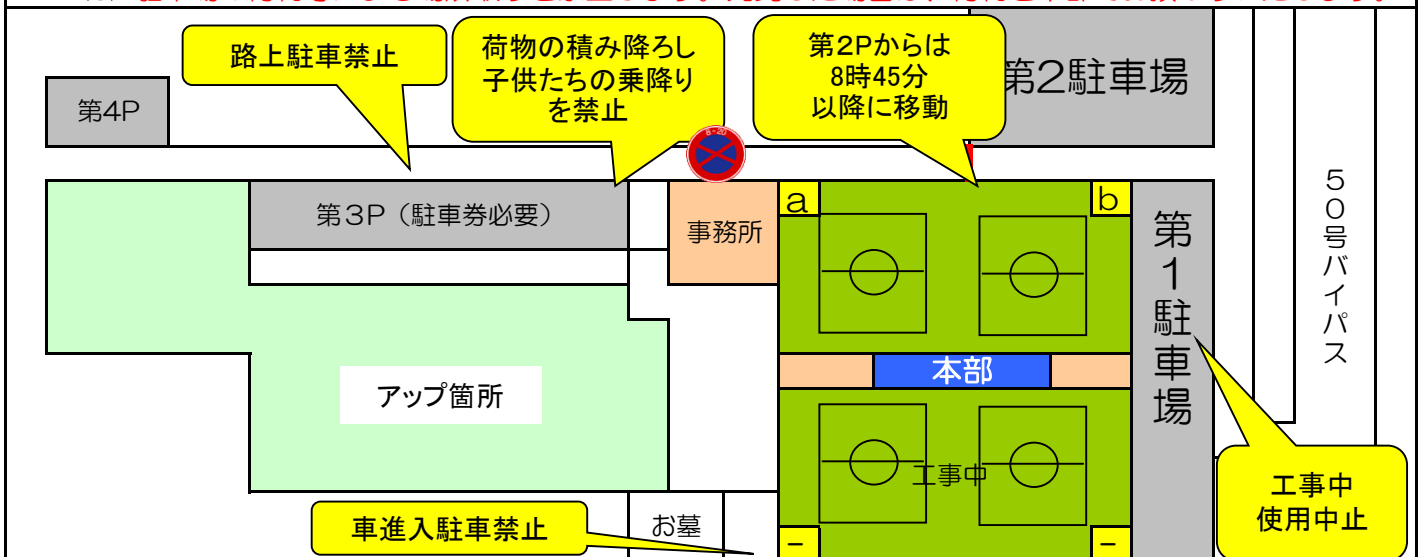 路上駐車禁止
荷物の積み降ろし
子供たちの乗降り
を禁止
第2Pからは
8時45分
以降に移動
第2駐車場
第4P
8-20
第3P（駐車券必要）
事務所
a
b
第1駐車場
50号バイパス
本部
アップ箇所
工事中
工事中
使用中止
車進入駐車禁止
お墓
－
－